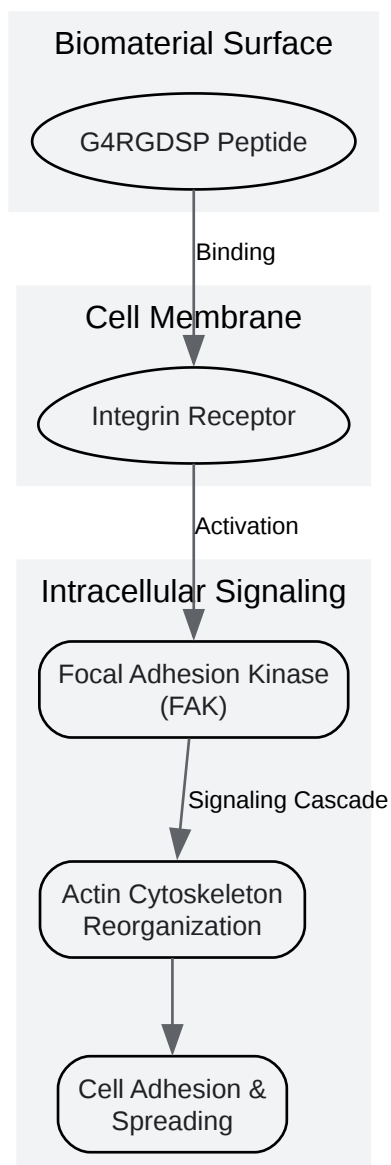 Biomaterial Surface
G4RGDSP Peptide
Binding
Cell Membrane
Integrin Receptor
Activation
Intracellular Signaling
Focal Adhesion Kinase
(FAK)
Signaling Cascade
Actin Cytoskeleton
Reorganization
Cell Adhesion &
Spreading